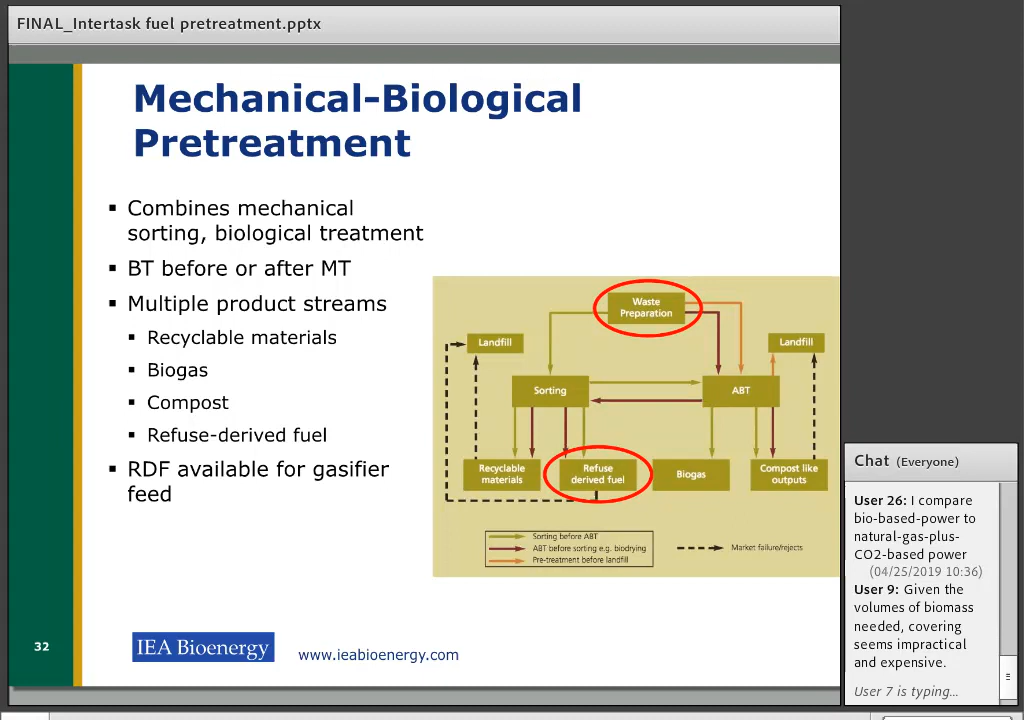 FINAL_Intertask fuel pretreatment.pptx
Mechanical-Biological
Pretreatment
▪ Combines mechanical
sorting, biological treatment
▪ BT before or after MT
▪ Multiple product streams
▪ Recyclable materials
▪ Biogas
▪ Compost
▪ Refuse-derived fuel
▪ RDF available for gasifier
feed
Waste
Preparation
Landfill
Landfill
Sorting
ABT
Recyclable
materials
Refuse
derived fuel
Biogas
Compost like
outputs
Sorting before ABT
ABT before sorting e.g. biodrying
Pre-treatment before landfill
Market failure/rejects
32
IEA Bioenergy
www.ieabioenergy.com
Chat (Everyone)
User 26: I compare
bio-based-power to
natural-gas-plus-
CO2-based power
(04/25/2019 10:36)
User 9: Given the
volumes of biomass
needed, covering
seems impractical
and expensive.
User 7 is typing...